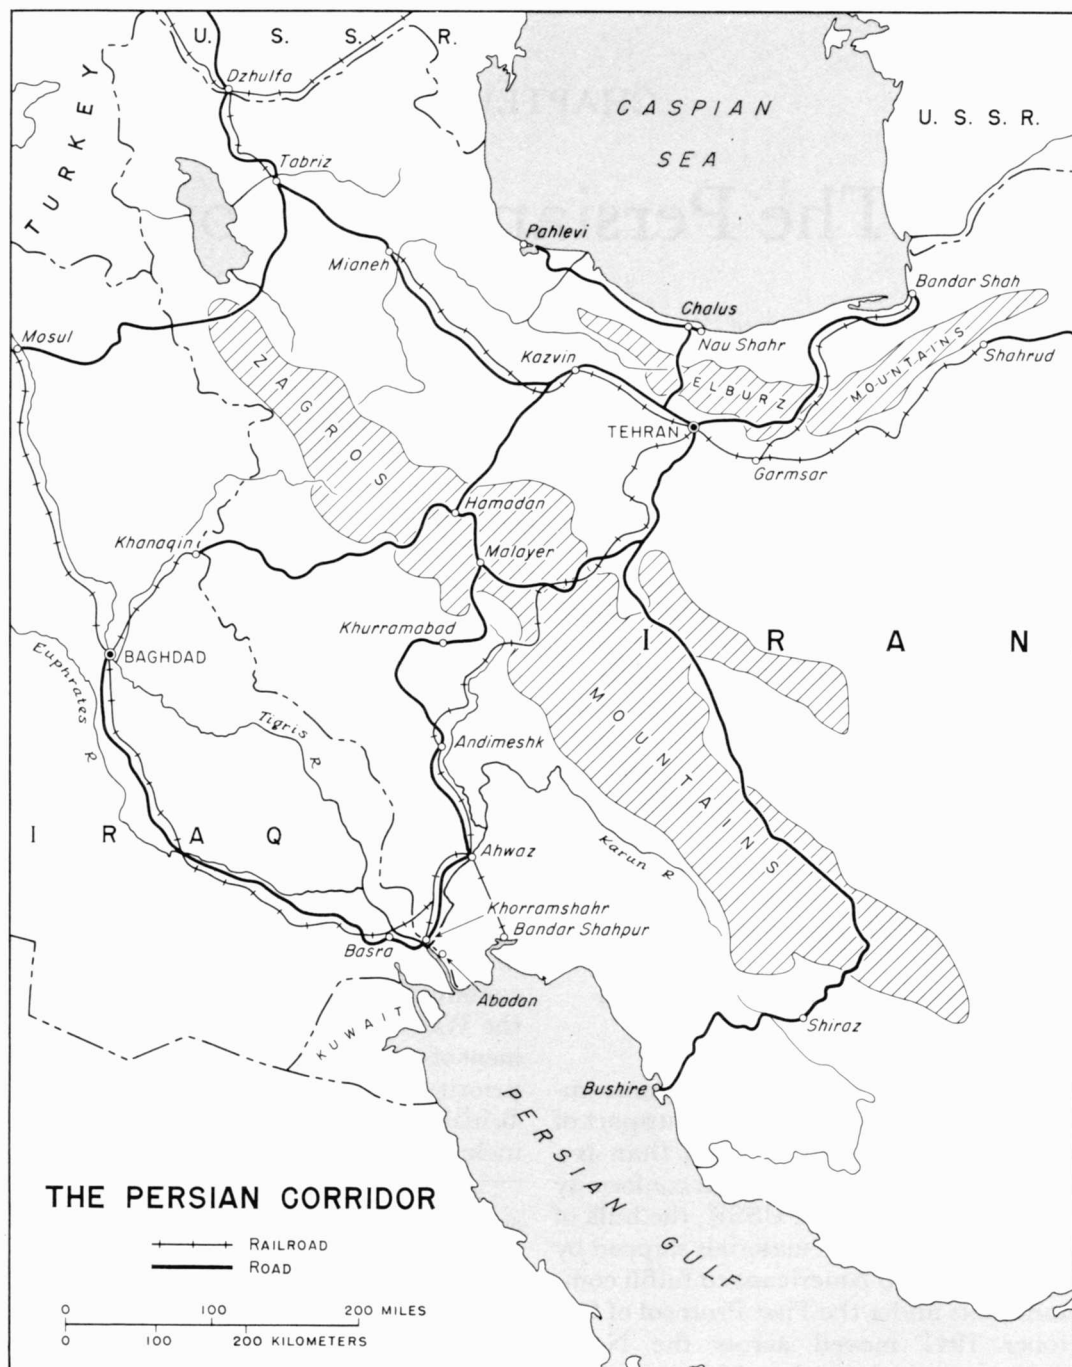 U. S. S. R.
Dzhulfa
TURKEY
CASPIAN
SEA
U. S. S. R.
Tabriz
Pahlevi
Mianeh
Bandar Shah
Chalus
Nau Shahr
Mosul
Kazvin
Shahrud
ELBURZ MOUNTAINS
TEHRAN
Garmsar
ZAGROS MOUNTAINS
Hamadan
Khanaqin
Malayer
Khurramabad
IRAN
BAGHDAD
Euphrates R
Tigris R
Andimeshk
IRAQ
Ahwaz
Karun R
Khorramshahr
Bandar Shahpur
Basra
Abadan
KUWAIT
Shiraz
Bushire
PERSIAN GULF
THE PERSIAN CORRIDOR
RAILROAD
ROAD
0 100 200 MILES
0 100 200 KILOMETERS